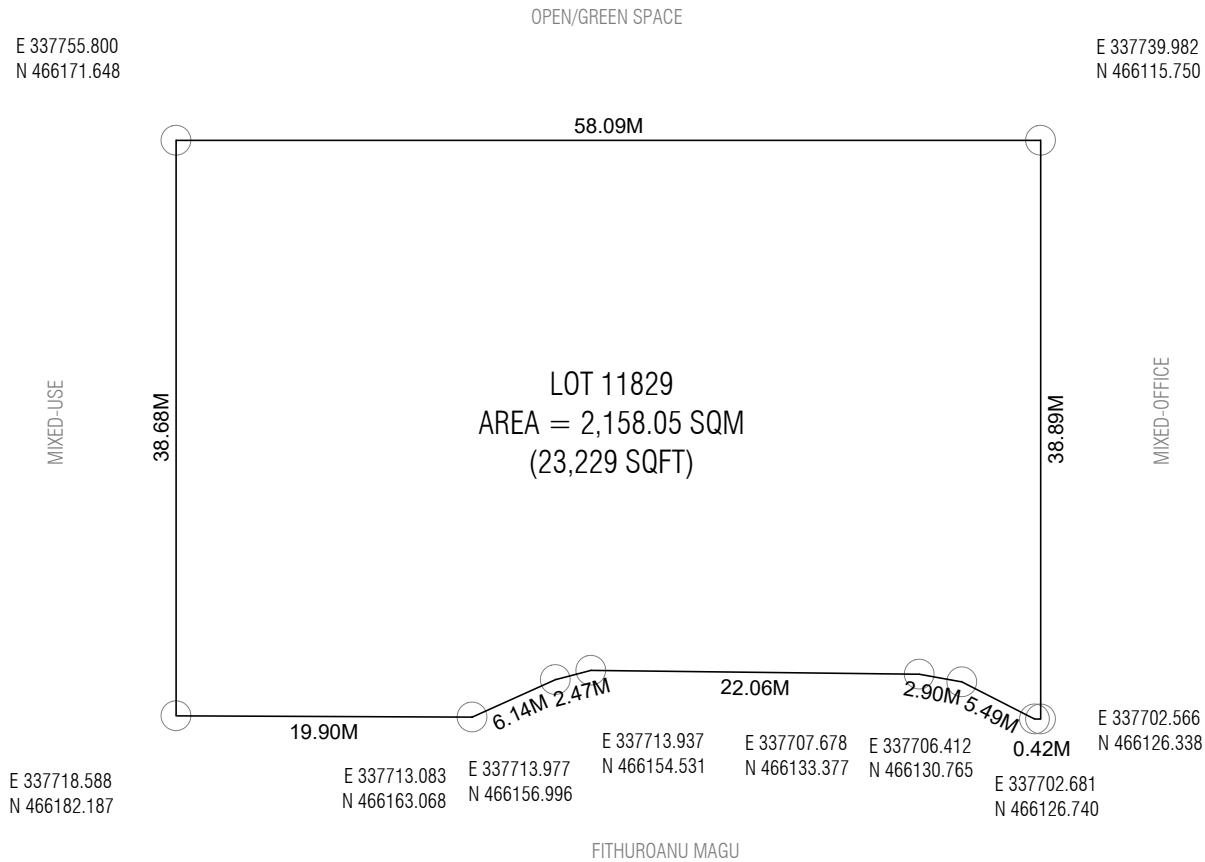 OPEN/GREEN SPACE
E 337755.800
N 466171.648
E 337739.982
N 466115.750
58.09M
MIXED-USE
38.68M
LOT 11829
AREA = 2,158.05 SQM
(23,229 SQFT)
38.89M
MIXED-OFFICE
19.90M
6.14M
2.47M
22.06M
2.90M
5.49M
0.42M
E 337718.588
N 466182.187
E 337713.083
N 466163.068
E 337713.977
N 466156.996
E 337713.937
N 466154.531
E 337707.678
N 466133.377
E 337706.412
N 466130.765
E 337702.681
N 466126.740
E 337702.566
N 466126.338
FITHUROANU MAGU